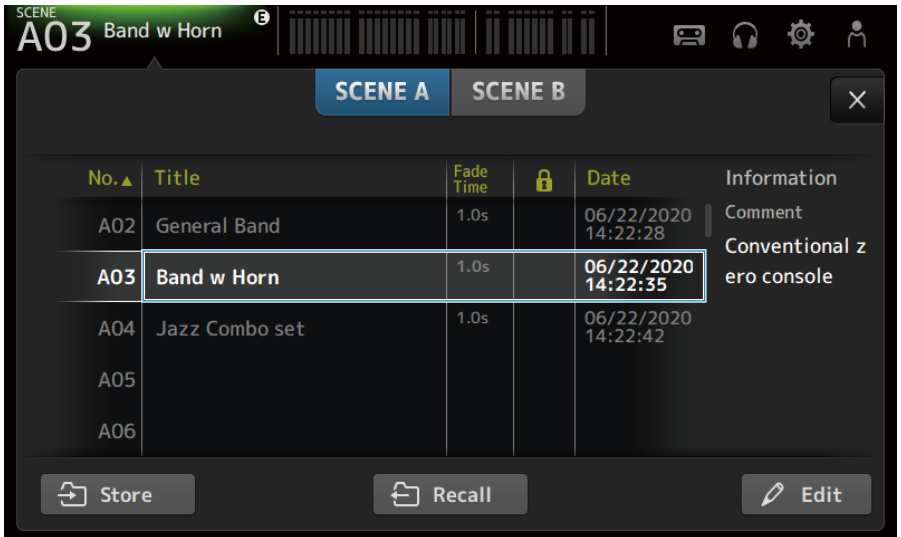 SCENE
A03 Band w Horn E
SCENE A SCENE B
No. Title Fade Time Date Information
A02 General Band 1.0s 06/22/2020 14:22:28 Comment
A03 Band w Horn 1.0s 06/22/2020 14:22:35 Conventional z
ero console
A04 Jazz Combo set 1.0s 06/22/2020 14:22:42
A05
A06
Store Recall Edit